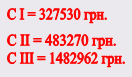 С I = 327530 грн.
С II = 483270 грн.
С III = 1482962 грн.